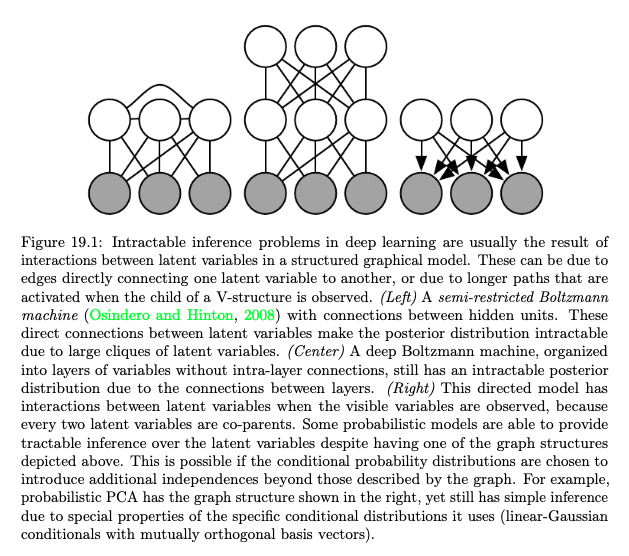 Figure 19.1: Intractable inference problems in deep learning are usually the result of
interactions between latent variables in a structured graphical model. These can be due to
edges directly connecting one latent variable to another, or due to longer paths that are
activated when the child of a V-structure is observed. (Left) A semi-restricted Boltzmann
machine (Osindero and Hinton, 2008) with connections between hidden units. These
direct connections between latent variables make the posterior distribution intractable
due to large cliques of latent variables. (Center) A deep Boltzmann machine, organized
into layers of variables without intra-layer connections, still has an intractable posterior
distribution due to the connections between layers. (Right) This directed model has
interactions between latent variables when the visible variables are observed, because
every two latent variables are co-parents. Some probabilistic models are able to provide
tractable inference over the latent variables despite having one of the graph structures
depicted above. This is possible if the conditional probability distributions are chosen to
introduce additional independences beyond those described by the graph. For example,
probabilistic PCA has the graph structure shown in the right, yet still has simple inference
due to special properties of the specific conditional distributions it uses (linear-Gaussian
conditionals with mutually orthogonal basis vectors).